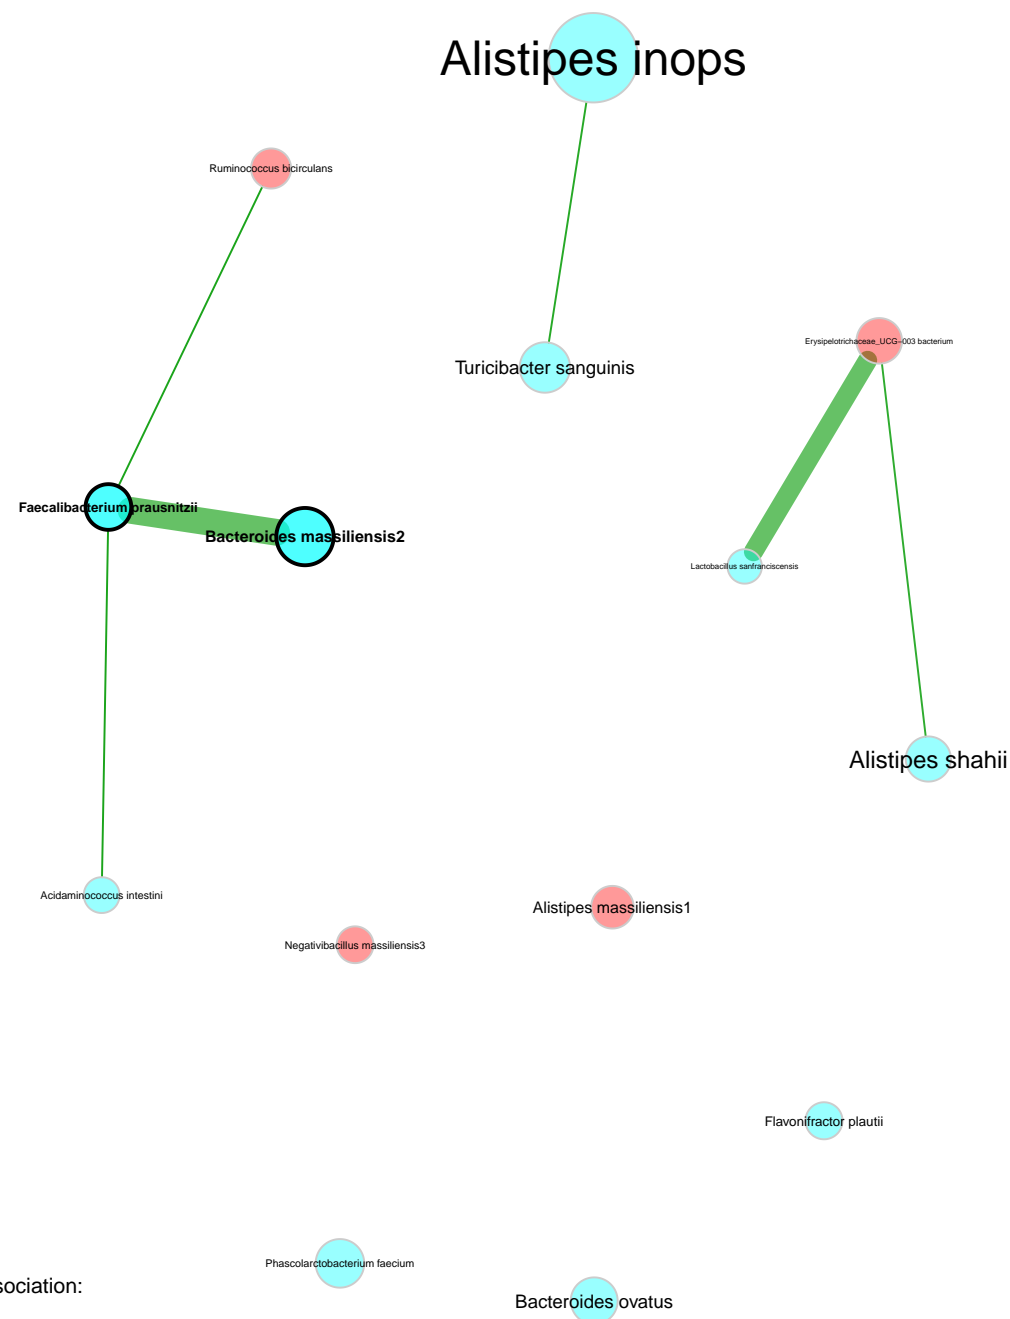 Alistipes inops
Ruminococcus bicirculans
Erysipelotrichaceae_UCG−003 bacterium
Turicibacter sanguinis
Faecalibacterium prausnitzii
Bacteroides massiliensis2
Lactobacillus sanfranciscensis
Alistipes shahii
Acidaminococcus intestini
Alistipes massiliensis1
Negativibacillus massiliensis3
Flavonifractor plautii
Phascolarctobacterium faecium
sociation:
Bacteroides ovatus